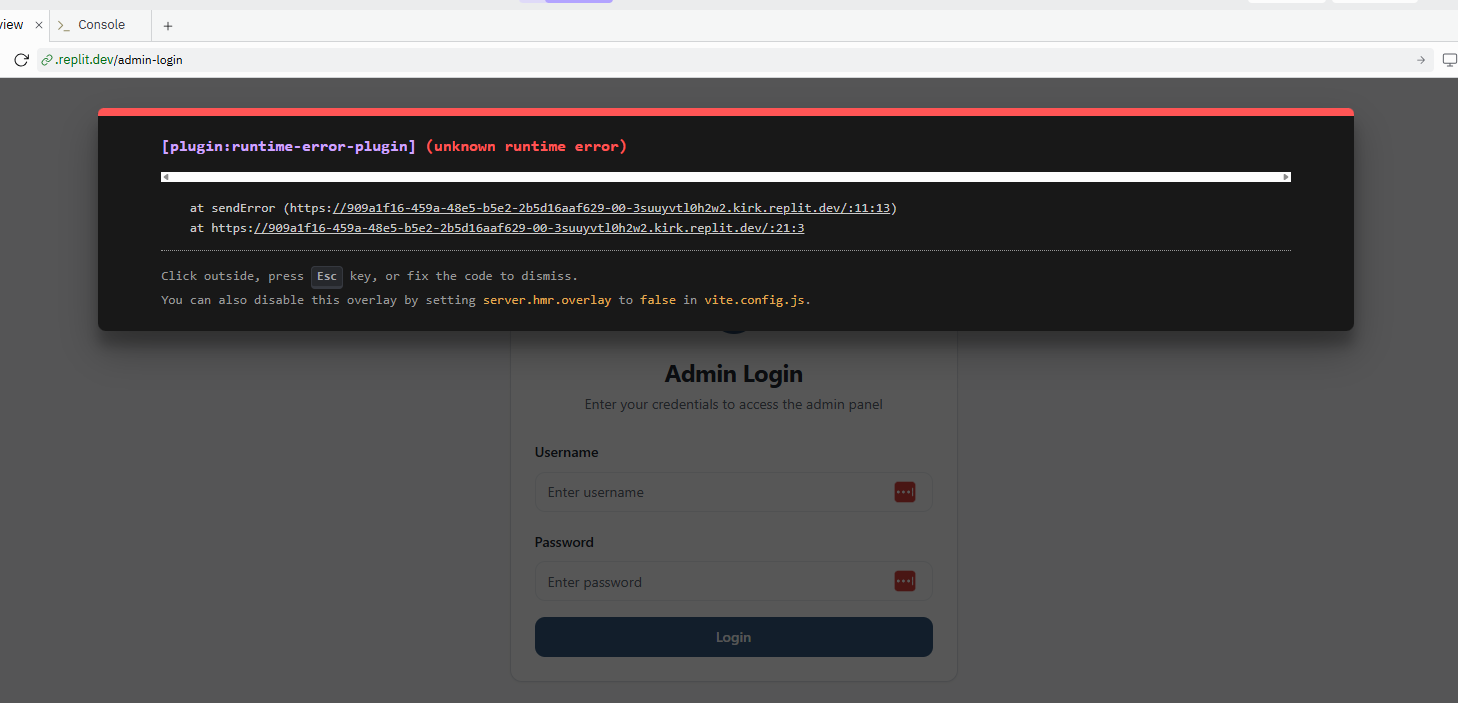 view × >_ Console +
.replit.dev/admin-login
[plugin:runtime-error-plugin] (unknown runtime error)
at sendError (https://909a1f16-459a-48e5-b5e2-2b5d16aaf629-00-3suuyvtl0h2w2.kirk.replit.dev/:11:13)
at https://909a1f16-459a-48e5-b5e2-2b5d16aaf629-00-3suuyvtl0h2w2.kirk.replit.dev/:21:3
Click outside, press Esc key, or fix the code to dismiss.
You can also disable this overlay by setting server.hmr.overlay to false in vite.config.js.
Admin Login
Enter your credentials to access the admin panel
Username
Enter username
Password
Enter password
Login